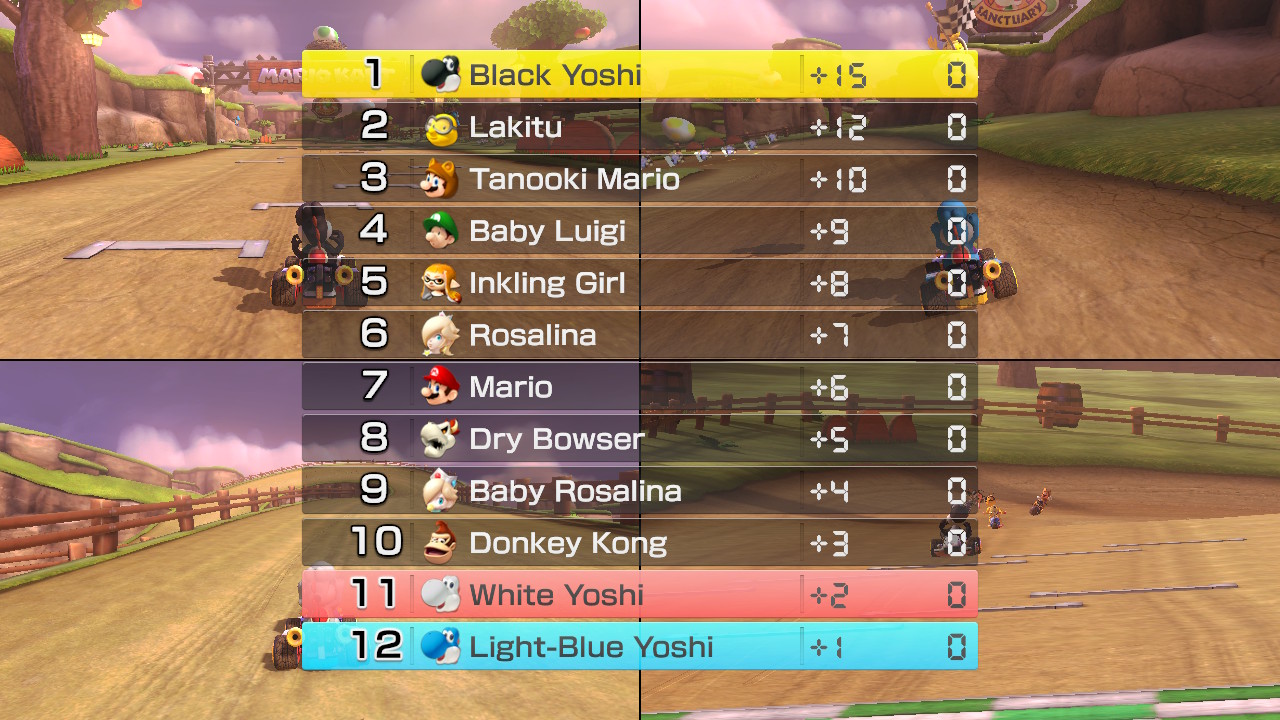 SANCTUARY
MARIO KART
1 Black Yoshi +15 0
2 Lakitu +12 0
3 Tanooki Mario +10 0
4 Baby Luigi +9 0
5 Inkling Girl +8 0
6 Rosalina +7 0
7 Mario +6 0
8 Dry Bowser +5 0
9 Baby Rosalina +4 0
10 Donkey Kong +3 0
11 White Yoshi +2 0
12 Light-Blue Yoshi +1 0